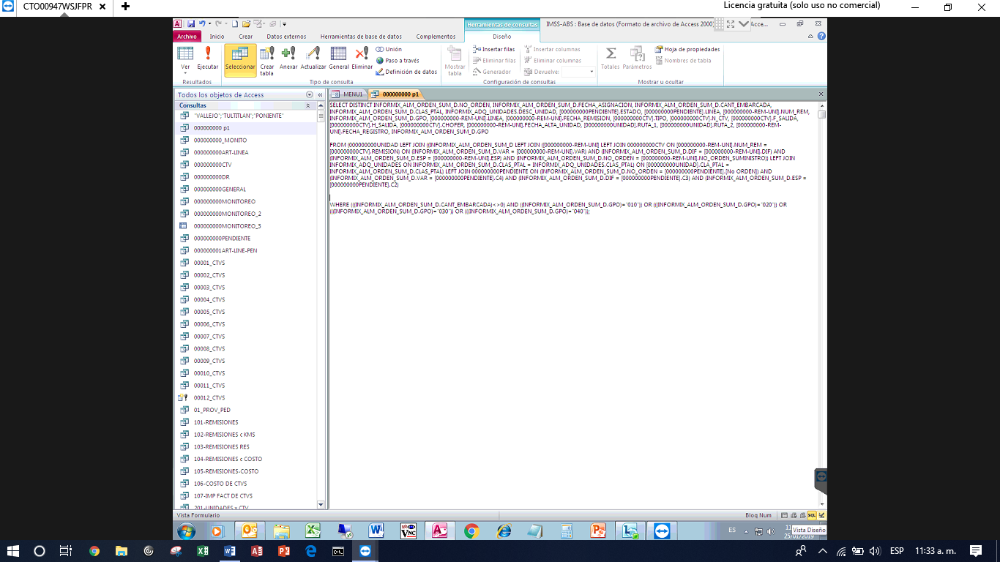 CTO00947WSJFPR
Licencia gratuita (solo uso no comercial)
Herramientas de consultas
IMSS-ABS : Base de datos (Formato de archivo de Access 2000)
Acce...
Archivo
Inicio
Crear
Datos externos
Herramientas de base de datos
Complementos
Diseño
Ver
Ejecutar
Seleccionar
Crear tabla
Anexar
Actualizar
General
Eliminar
Unión
Paso a través
Definición de datos
Mostrar tabla
Insertar filas
Eliminar filas
Generador
Insertar columnas
Eliminar columnas
Devuelve:
Totales
Parámetros
Hoja de propiedades
Nombres de tabla
Resultados
Tipo de consulta
Configuración de consultas
Mostrar u ocultar
Todos los objetos de Access
MENU1
000000000 p1
Consultas
"VALLEJO";"TULTITLAN";"PONIENTE"
000000000 p1
000000000_MONITO
000000000ART-LINEA
000000000CTV
000000000DR
000000000GENERAL
000000000MONITOREO
000000000MONITOREO_2
000000000MONITOREO_3
000000000PENDIENTE
000000001ART-LINE-PEN
00001_CTVS
00002_CTVS
00003_CTVS
00004_CTVS
00005_CTVS
00006_CTVS
00007_CTVS
00008_CTVS
00009_CTVS
00010_CTVS
00011_CTVS
00012_CTVS
01_PROV_PED
101-REMISIONES
102-REMISIONES c KMS
103-REMISIONES RES
104-REMISIONES c COSTO
105-REMISIONES-COSTO
106-COSTO DE CTVS
107-IMP FACT DE CTVS
201-UNIDADES x CTV
SELECT DISTINCT INFORMIX_ALM_ORDEN_SUM_D.NO_ORDEN, INFORMIX_ALM_ORDEN_SUM_D.FECHA_ASIGNACION, INFORMIX_ALM_ORDEN_SUM_D.CANT_EMBARCADA,
INFORMIX_ALM_ORDEN_SUM_D.CLAS_PTAL, INFORMIX_ADQ_UNIDADES.DESC_UNIDAD, [000000000PENDIENTE].ESTADO, [000000000PENDIENTE].LINEA, [00000000-REM-UNI].NUM_REM,
INFORMIX_ALM_ORDEN_SUM_D.GPO, [00000000-REM-UNI].LINEA, [00000000-REM-UNI].FECHA_REMISION, [000000000CTV].TIPO, [000000000CTV].N_CTV, [000000000CTV].F_SALIDA,
[000000000CTV].H_SALIDA, [000000000CTV].CHOFER, [00000000-REM-UNI].FECHA_ALTA_UNIDAD, [000000000UNIDAD].RUTA_1, [000000000UNIDAD].RUTA_2, [00000000-REM-
UNI].FECHA_REGISTRO, INFORMIX_ALM_ORDEN_SUM_D.GPO
FROM (000000000UNIDAD LEFT JOIN ((INFORMIX_ALM_ORDEN_SUM_D LEFT JOIN ([00000000-REM-UNI] LEFT JOIN 000000000CTV ON [00000000-REM-UNI].NUM_REM =
[000000000CTV].REMISION) ON (INFORMIX_ALM_ORDEN_SUM_D.VAR = [00000000-REM-UNI].VAR) AND (INFORMIX_ALM_ORDEN_SUM_D.DIF = [00000000-REM-UNI].DIF) AND
(INFORMIX_ALM_ORDEN_SUM_D.ESP = [00000000-REM-UNI].ESP) AND (INFORMIX_ALM_ORDEN_SUM_D.NO_ORDEN = [00000000-REM-UNI].NO_ORDEN_SUMINISTRO)) LEFT JOIN
INFORMIX_ADQ_UNIDADES ON INFORMIX_ALM_ORDEN_SUM_D.CLAS_PTAL = INFORMIX_ADQ_UNIDADES.CLAS_PTAL) ON [000000000UNIDAD].CLA_PTAL =
INFORMIX_ALM_ORDEN_SUM_D.CLAS_PTAL) LEFT JOIN 000000000PENDIENTE ON (INFORMIX_ALM_ORDEN_SUM_D.NO_ORDEN = [000000000PENDIENTE].[No ORDEN]) AND
(INFORMIX_ALM_ORDEN_SUM_D.VAR = [000000000PENDIENTE].C4) AND (INFORMIX_ALM_ORDEN_SUM_D.DIF = [000000000PENDIENTE].C3) AND (INFORMIX_ALM_ORDEN_SUM_D.ESP =
[000000000PENDIENTE].C2)
WHERE (((INFORMIX_ALM_ORDEN_SUM_D.CANT_EMBARCADA)<>0) AND ((INFORMIX_ALM_ORDEN_SUM_D.GPO)="010")) OR (((INFORMIX_ALM_ORDEN_SUM_D.GPO)="020")) OR
(((INFORMIX_ALM_ORDEN_SUM_D.GPO)="030")) OR (((INFORMIX_ALM_ORDEN_SUM_D.GPO)="040"));
Vista Formulario
Bloq Num
SQL
ES
11
Vista Diseño
25/01/2019
ESP
11:33 a. m.